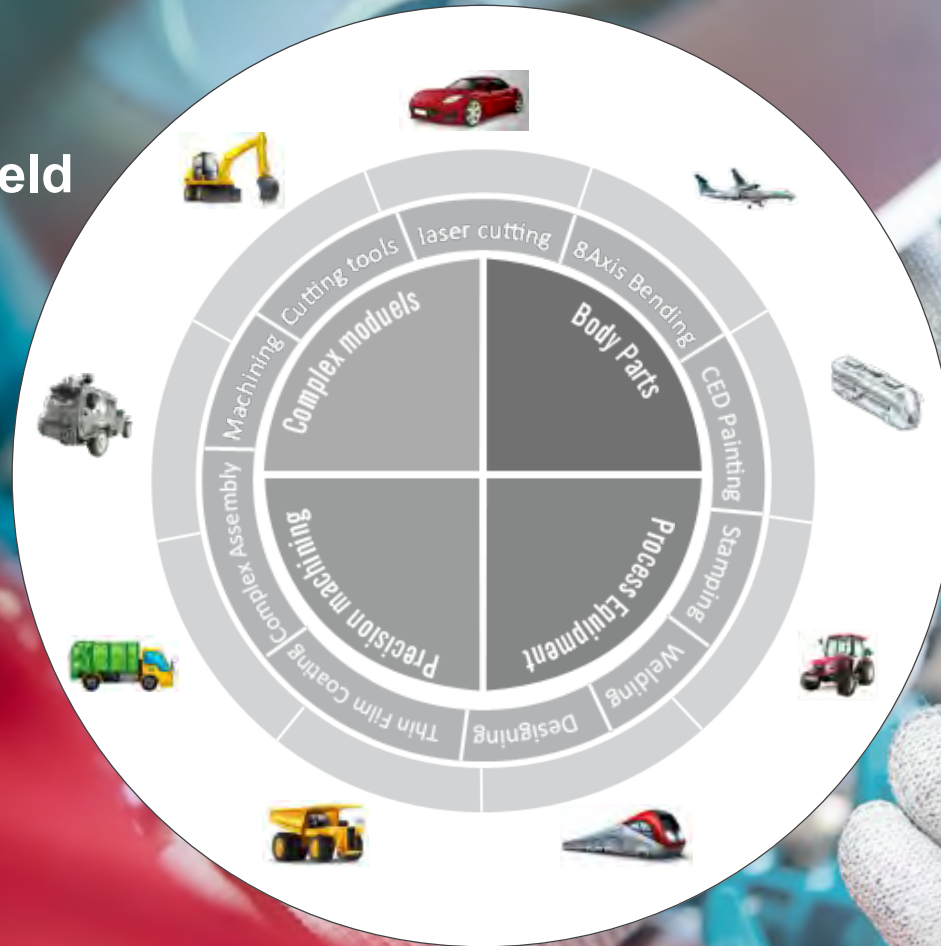 eld
laser cutting
8Axis Bending
CED Painting
Stamping
Welding
Designing
Thin Film Coating
Complex Assembly
Machining
Cutting tools
Complex moduels
Body Parts
Process Equipment
Precision machining